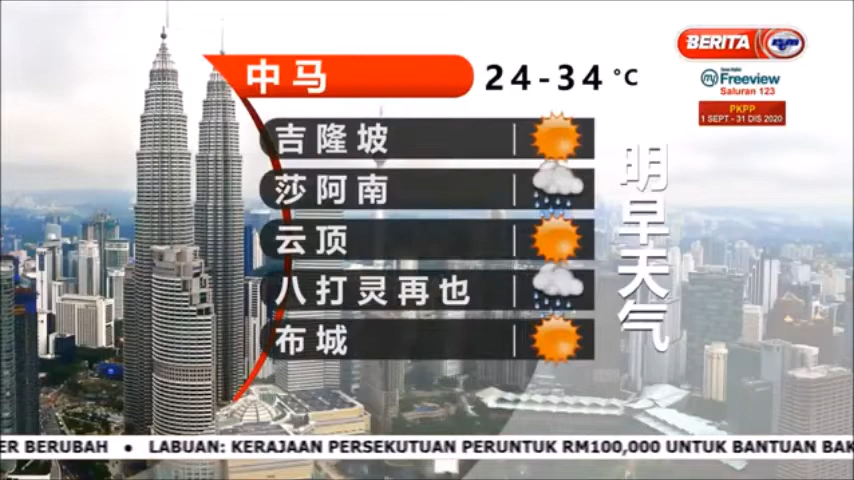 中马
24-34 °C
BERITA
Freeview
Saluran 123
PKPP
1 SEPT - 31 DIS 2020
吉隆坡
莎阿南
云顶
八打灵再也
布城
明早天气
ER BERUBAH • LABUAN: KERAJAAN PERSEKUTUAN PERUNTUK RM100,000 UNTUK BANTUAN BAK